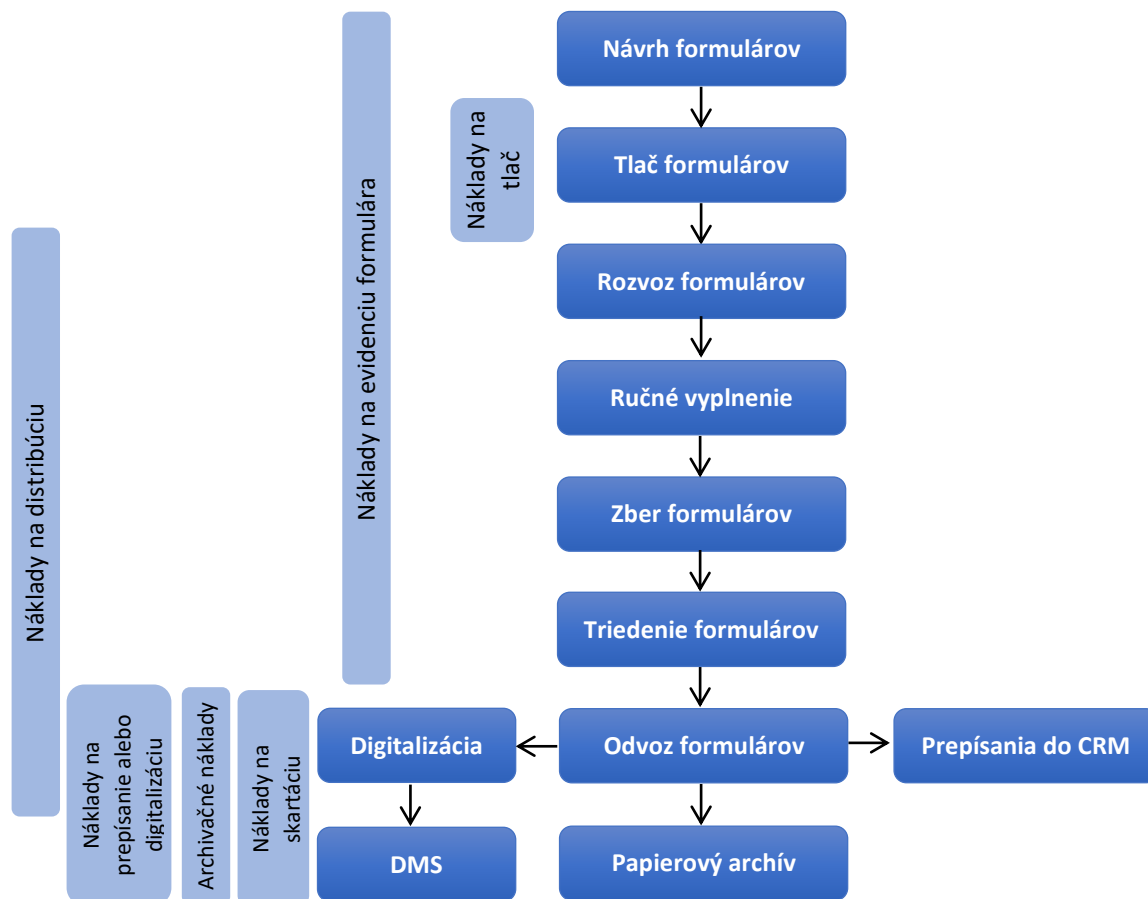 Návrh formulárov
Náklady na
tlač
Tlač formulárov
Náklady na evidenciu formulára
Rozvoz formulárov
Náklady na distribúciu
Ručné vyplnenie
Zber formulárov
Triedenie formulárov
Náklady na
prepísanie alebo
digitalizáciu
Archivačné náklady
Náklady na
skartáciu
Digitalizácia
Odvoz formulárov
Prepísania do CRM
DMS
Papierový archív